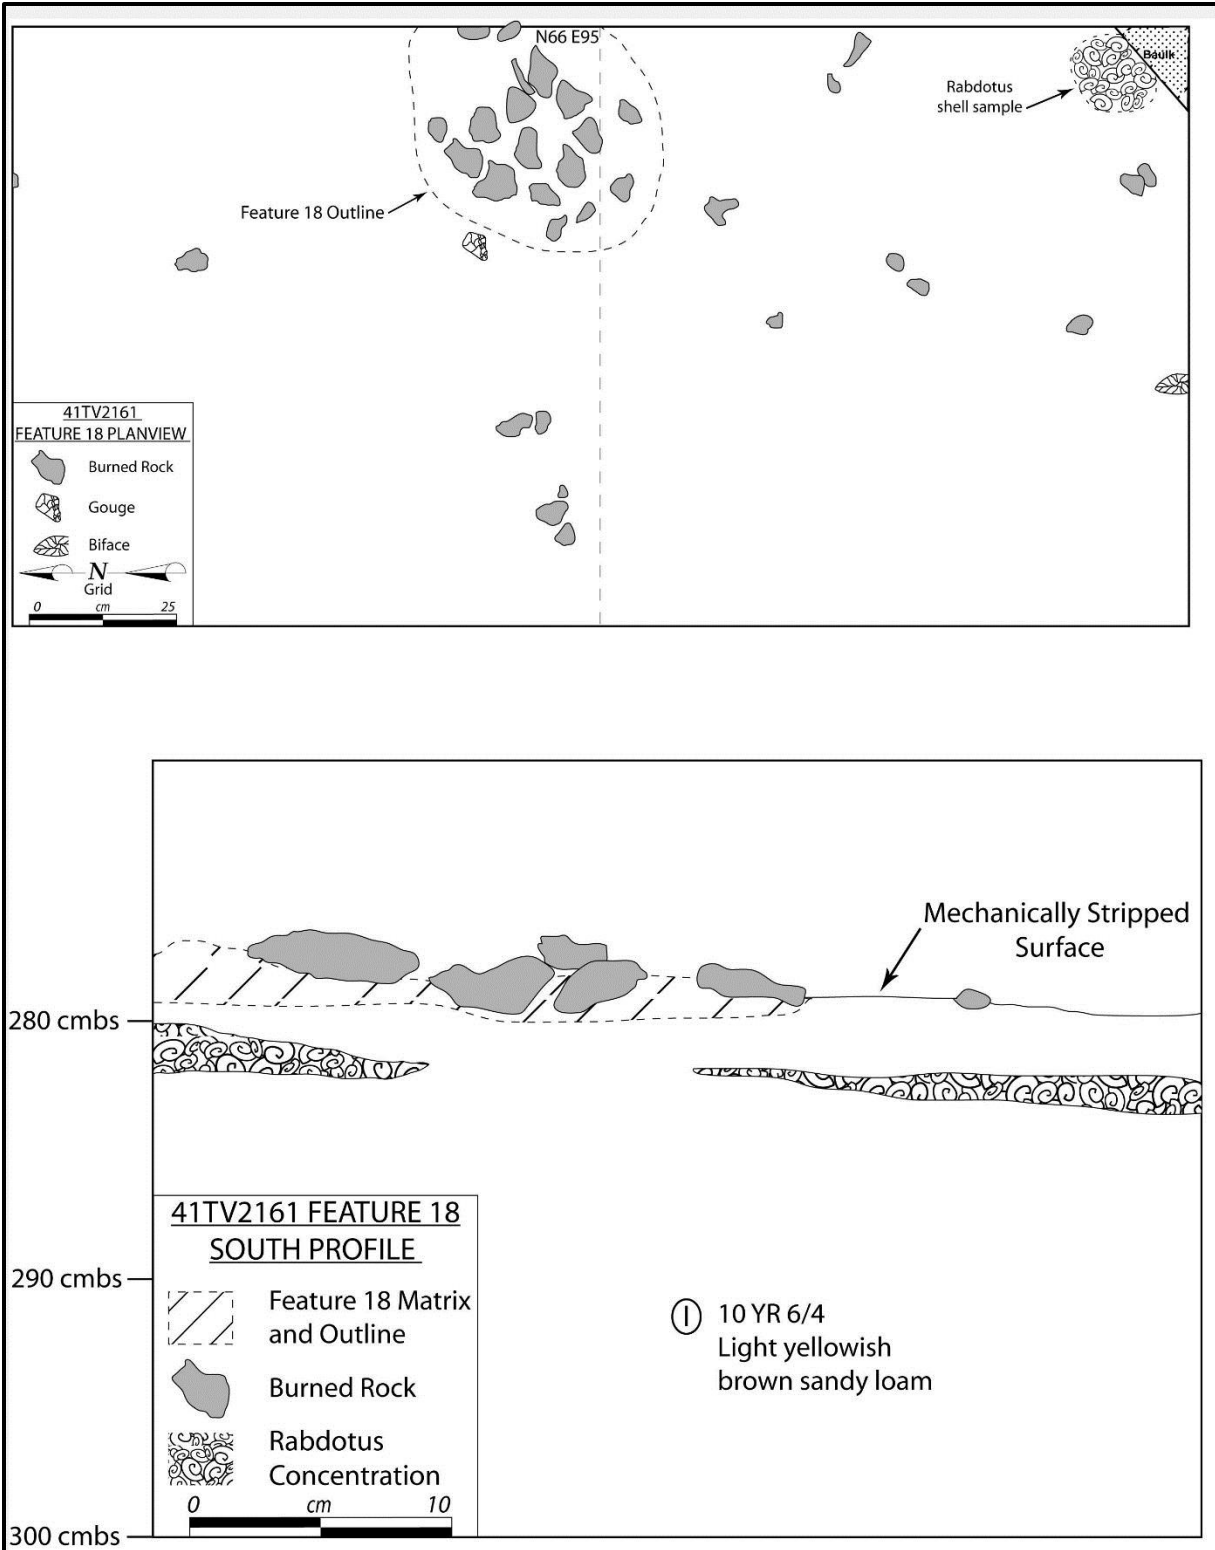 N66 E95
Baulk
Rabdotus
shell sample
Feature 18 Outline
41TV2161
FEATURE 18 PLANVIEW
Burned Rock
Gouge
Biface
N
Grid
0 cm 25
Mechanically Stripped
Surface
280 cmbs
41TV2161 FEATURE 18
SOUTH PROFILE
290 cmbs
Feature 18 Matrix
and Outline
I 10 YR 6/4
Light yellowish
brown sandy loam
Burned Rock
Rabdotus
Concentration
0 cm 10
300 cmbs